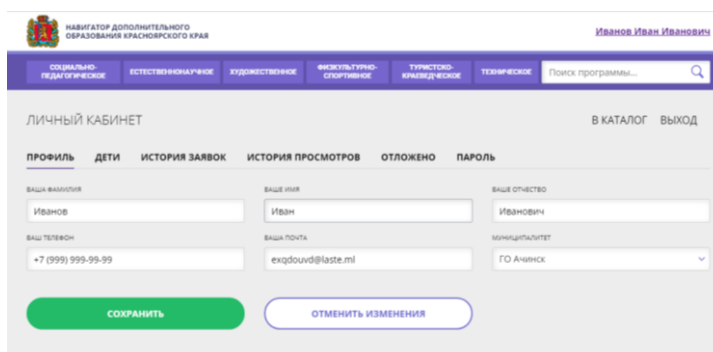 НАВИГАТОР ДОПОЛНИТЕЛЬНОГО
ОБРАЗОВАНИЯ КРАСНОЯРСКОГО КРАЯ
Иванов Иван Иванович
СОЦИАЛЬНО-
ПЕДАГОГИЧЕСКОЕ
ЕСТЕСТВЕННОНАУЧНОЕ
ХУДОЖЕСТВЕННОЕ
ФИЗКУЛЬТУРНО-
СПОРТИВНОЕ
ТУРИСТСКО-
КРАЕВЕДЧЕСКОЕ
ТЕХНИЧЕСКОЕ
Поиск программы...
ЛИЧНЫЙ КАБИНЕТ
В КАТАЛОГ ВЫХОД
ПРОФИЛЬ ДЕТИ ИСТОРИЯ ЗАЯВОК ИСТОРИЯ ПРОСМОТРОВ ОТЛОЖЕНО ПАРОЛЬ
ВАША ФАМИЛИЯ ВАШЕ ИМЯ ВАШЕ ОТЧЕСТВО
Иванов Иван Иванович
ВАШ ТЕЛЕФОН ВАША ПОЧТА МУНИЦИПАЛИТЕТ
+7 (999) 999-99-99 exqdouvd@laste.ml ГО Ачинск
СОХРАНИТЬ ОТМЕНИТЬ ИЗМЕНЕНИЯ